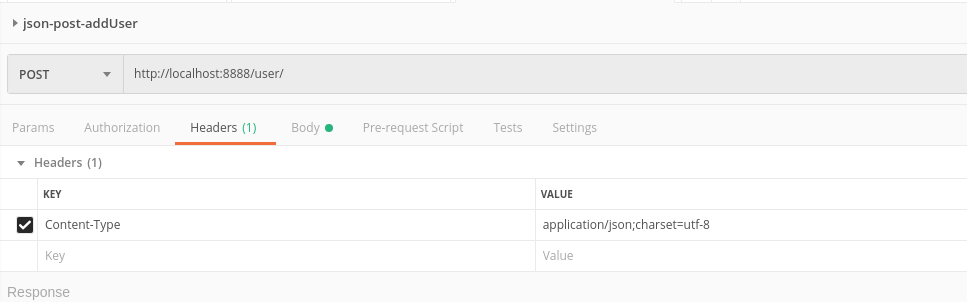 json-post-addUser
POST http://localhost:8888/user/
Params Authorization Headers (1) Body Pre-request Script Tests Settings
Headers (1)
KEY VALUE
Content-Type application/json;charset=utf-8
Key Value
Response